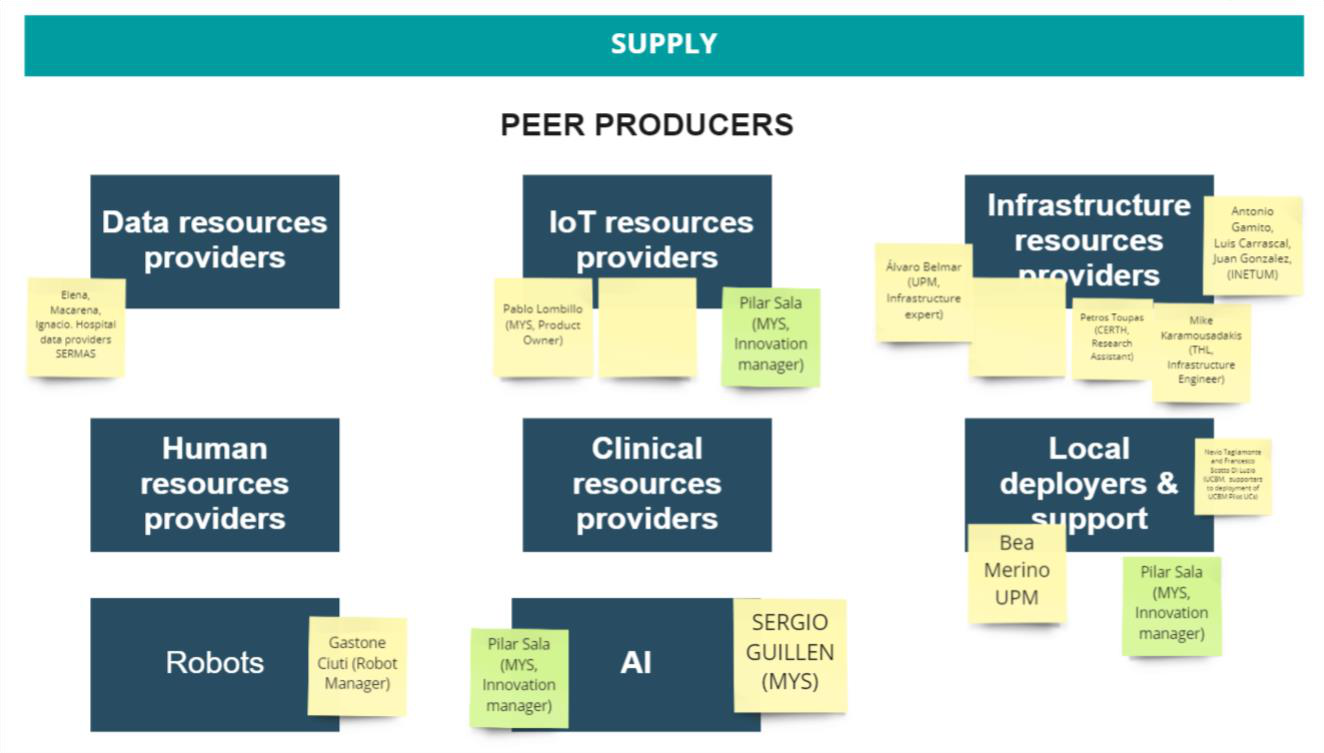 SUPPLY
PEER PRODUCERS
Data resources
providers
Elena,
Macarena,
Ignacio. Hospital
data providers
SERMAS
IoT resources
providers
Pablo Lombillo
(MYS, Product
Owner)
Pilar Sala
(MYS,
Innovation
manager)
Infrastructure
resources
providers
Antonio
Gamito,
Luis Carrascal,
Juan Gonzalez,
(INETUM)
Álvaro Belmar
(UPM,
Infrastructure
expert)
Petros Toupas
(CERTH,
Research
Assistant)
Mike
Karamousadakis
(THL,
Infrastructure
Engineer)
Human
resources
providers
Clinical
resources
providers
Local
deployers &
support
Nevio Tagliamonte
and Francesco
Scotto Di Luzio
(UCBM, supporters
to deployment of
UCBM Pilot UCs)
Bea
Merino
UPM
Pilar Sala
(MYS,
Innovation
manager)
Robots
Gastone
Ciuti (Robot
Manager)
Pilar Sala
(MYS,
Innovation
manager)
AI
SERGIO
GUILLEN
(MYS)